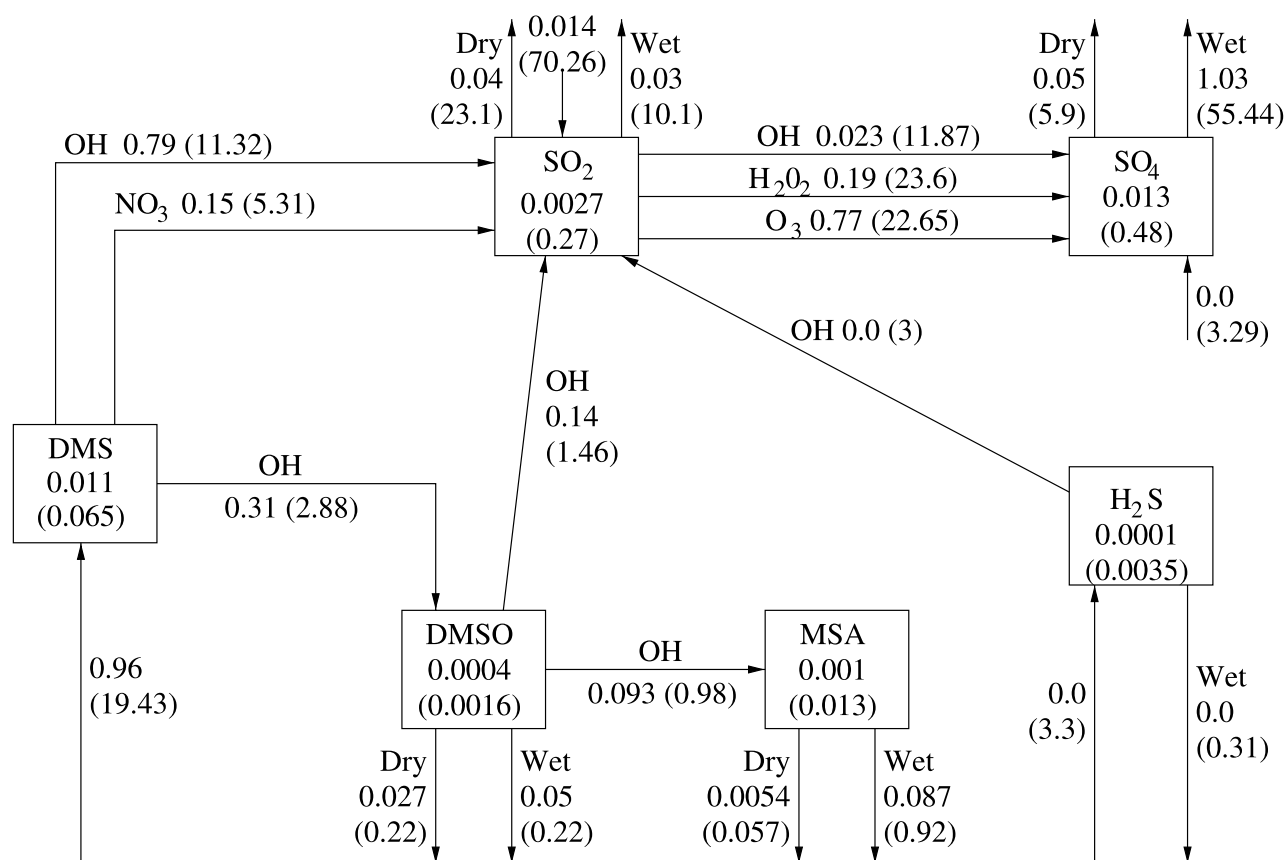 Dry
0.04
(23.1)
0.014
(70.26)
Wet
0.03
(10.1)
Dry
0.05
(5.9)
Wet
1.03
(55.44)
OH 0.79 (11.32)
NO3 0.15 (5.31)
SO2
0.0027
(0.27)
OH 0.023 (11.87)
H202 0.19 (23.6)
O3 0.77 (22.65)
SO4
0.013
(0.48)
0.0
(3.29)
OH 0.0 (3)
OH
0.14
(1.46)
DMS
0.011
(0.065)
OH
0.31 (2.88)
H2S
0.0001
(0.0035)
DMSO
0.0004
(0.0016)
OH
0.093 (0.98)
MSA
0.001
(0.013)
0.96
(19.43)
Dry
0.027
(0.22)
Wet
0.05
(0.22)
Dry
0.0054
(0.057)
Wet
0.087
(0.92)
0.0
(3.3)
Wet
0.0
(0.31)